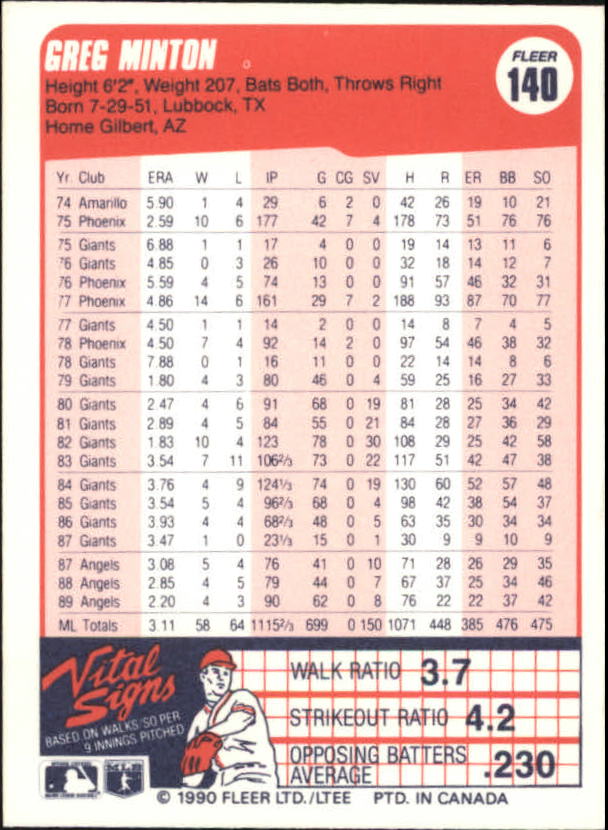 GREG MINTON
FLEER
140
Height 6'2", Weight 207, Bats Both, Throws Right
Born 7-29-51, Lubbock, TX
Home Gilbert, AZ
Yr. Club ERA W L IP G CG SV H R ER BB SO
74 Amarillo 5.90 1 4 29 6 2 0 42 26 19 10 21
75 Phoenix 2.59 10 6 177 42 7 4 178 73 51 76 76
75 Giants 6.88 1 1 17 4 0 0 19 14 13 11 6
76 Giants 4.85 0 3 26 10 0 0 32 18 14 12 7
76 Phoenix 5.59 4 5 74 13 0 0 91 57 46 32 31
77 Phoenix 4.86 14 6 161 29 7 2 188 93 87 70 77
77 Giants 4.50 1 1 14 2 0 0 14 8 7 4 5
78 Phoenix 4.50 7 4 92 14 2 0 97 54 46 38 32
78 Giants 7.88 0 1 16 11 0 0 22 14 14 8 6
79 Giants 1.80 4 3 80 46 0 4 59 25 16 27 33
80 Giants 2.47 4 6 91 68 0 19 81 28 25 34 42
81 Giants 2.89 4 5 84 55 0 21 84 28 27 36 29
82 Giants 1.83 10 4 123 78 0 30 108 29 25 42 58
83 Giants 3.54 7 11 106⅔ 73 0 22 117 51 42 47 38
84 Giants 3.76 4 9 124⅓ 74 0 19 130 60 52 57 48
85 Giants 3.54 5 4 96⅔ 68 0 4 98 42 38 54 37
86 Giants 3.93 4 4 68⅔ 48 0 5 63 35 30 34 34
87 Giants 3.47 1 0 23⅓ 15 0 1 30 9 9 10 9
87 Angels 3.08 5 4 76 41 0 10 71 28 26 29 35
88 Angels 2.85 4 5 79 44 0 7 67 37 25 34 46
89 Angels 2.20 4 3 90 62 0 8 76 22 22 37 42
ML Totals 3.11 58 64 1115⅔ 699 0 150 1071 448 385 476 475
Vital
Signs
BASED ON WALKS/SO PER
9 INNINGS PITCHED
WALK RATIO 3.7
STRIKEOUT RATIO 4.2
OPPOSING BATTERS
AVERAGE .230
© 1990 FLEER LTD./LTEE PTD. IN CANADA